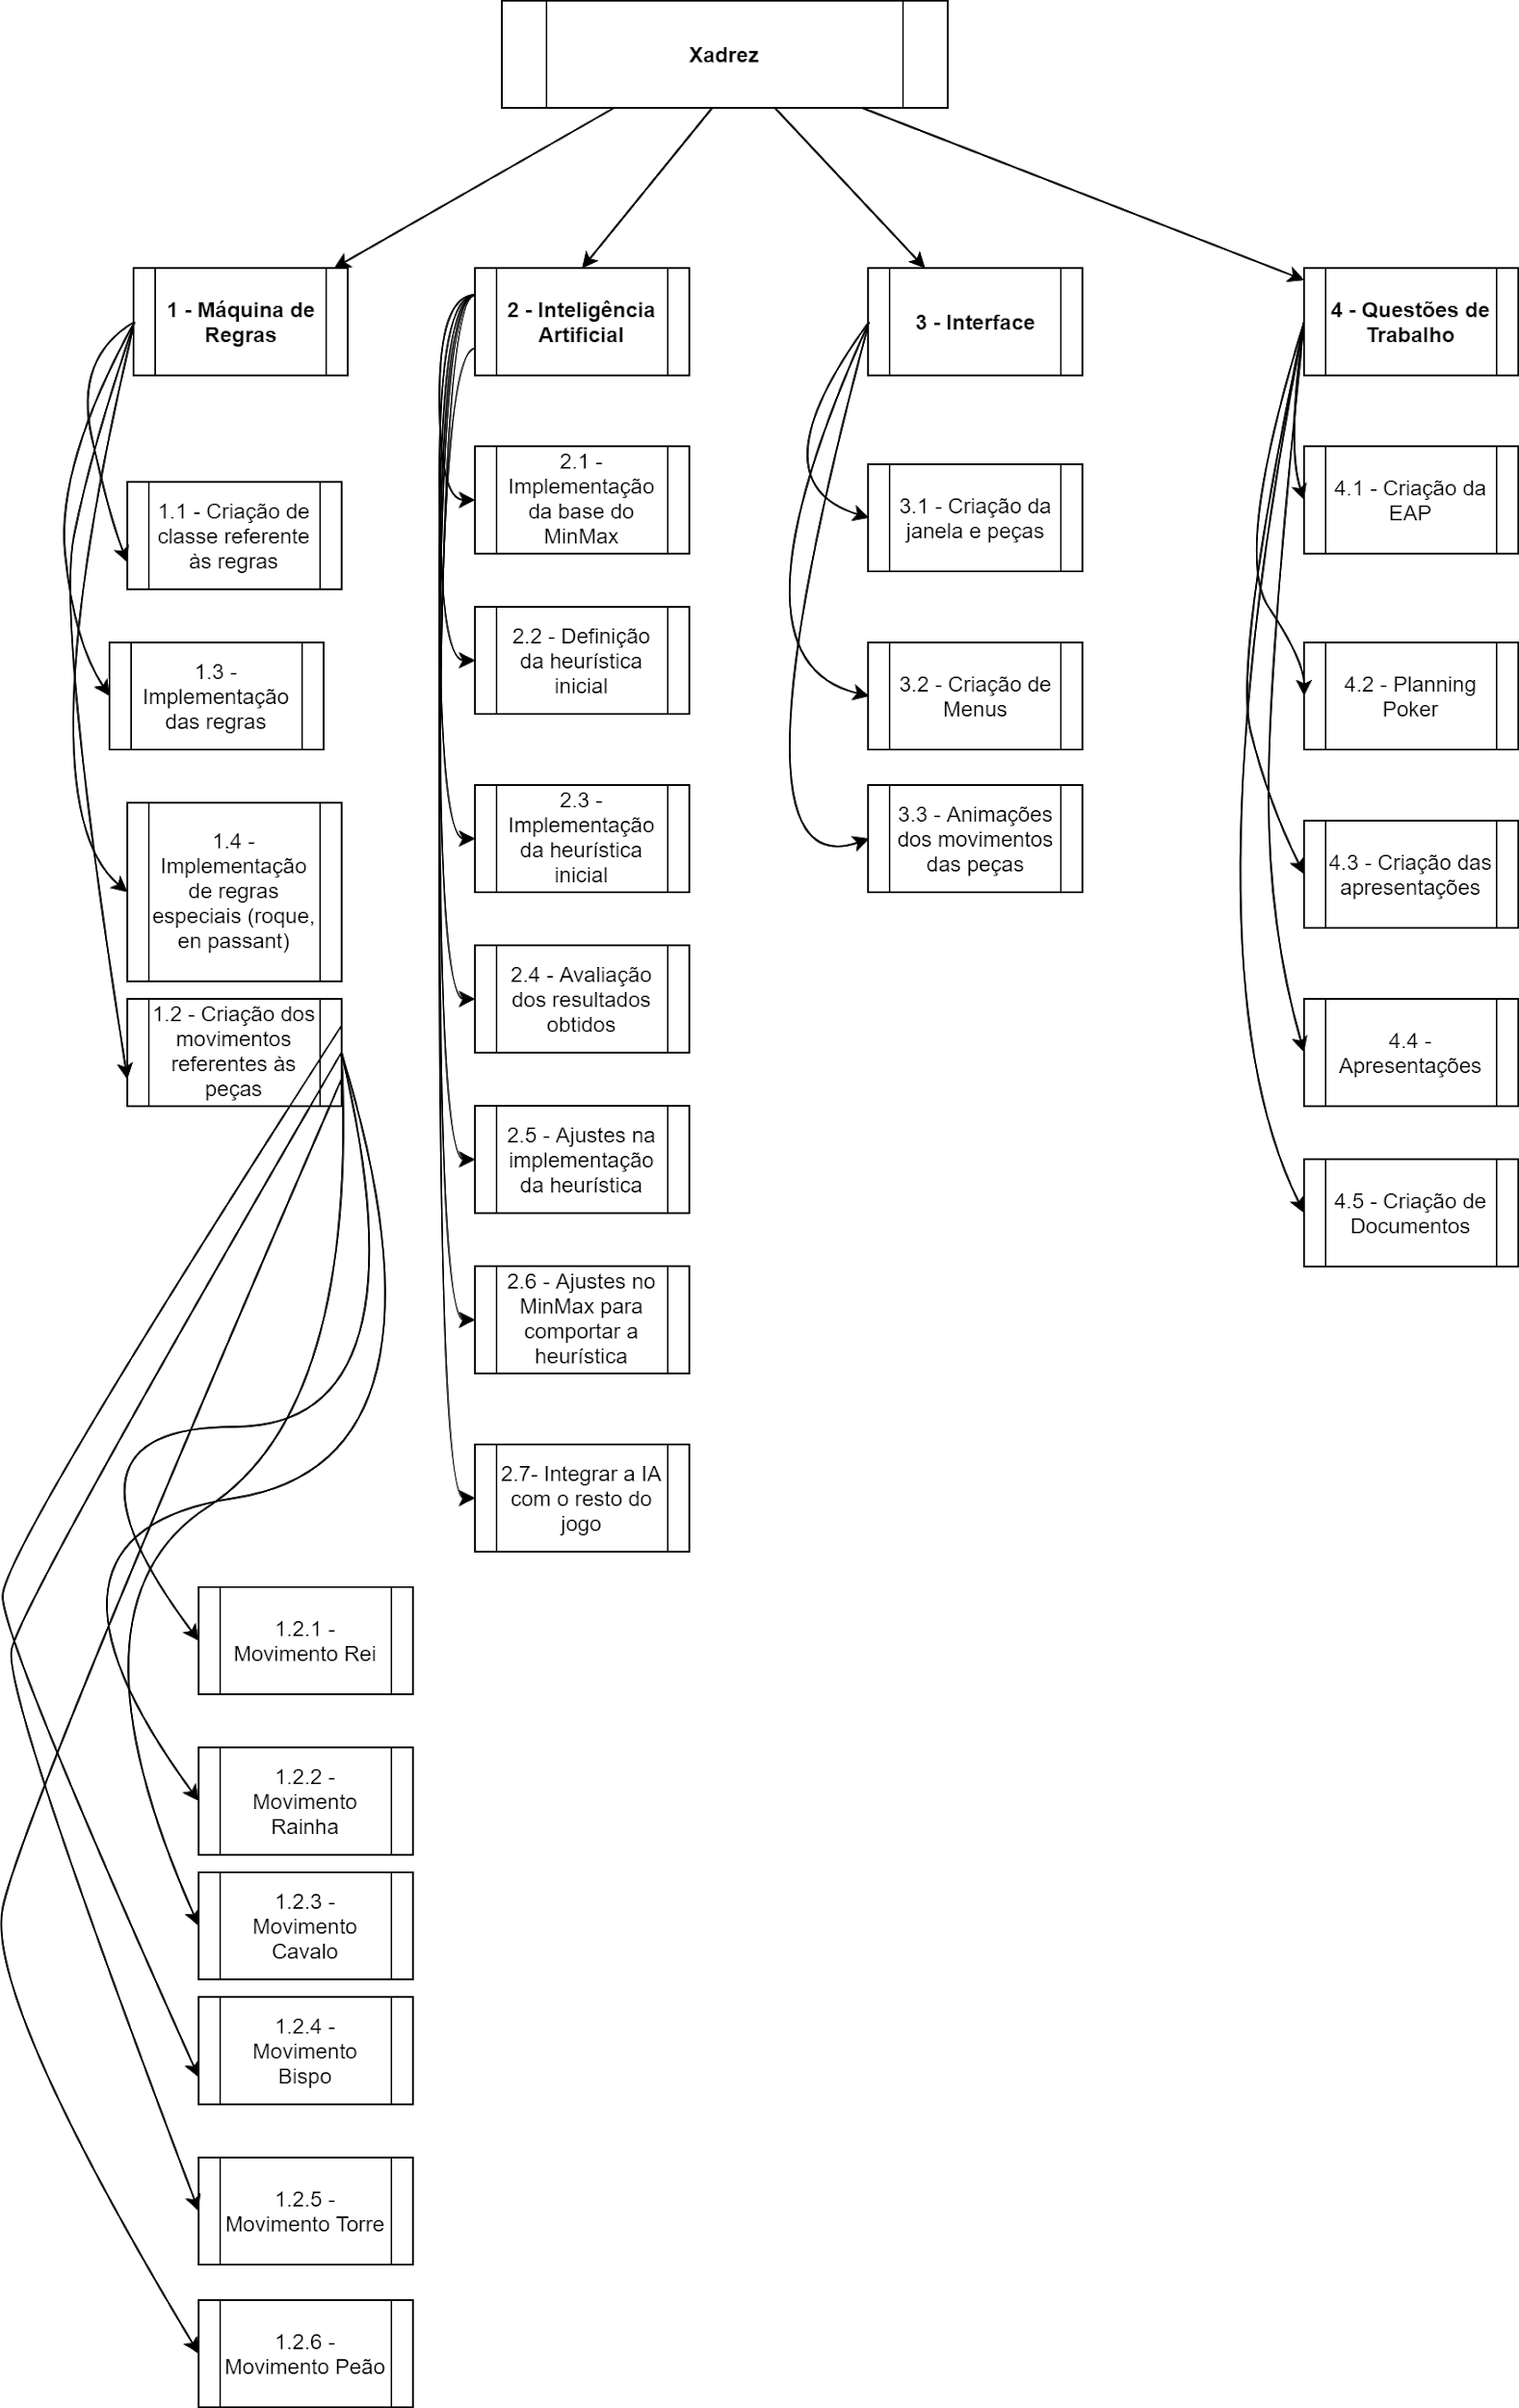 Xadrez
1 - Máquina de
Regras
2 - Inteligência
Artificial
3 - Interface
4 - Questões de
Trabalho
1.1 - Criação de
classe referente
às regras
1.3 -
Implementação
das regras
1.4 -
Implementação
de regras
especiais (roque,
en passant)
1.2 - Criação dos
movimentos
referentes às
peças
1.2.1 -
Movimento Rei
1.2.2 -
Movimento
Rainha
1.2.3 -
Movimento
Cavalo
1.2.4 -
Movimento
Bispo
1.2.5 -
Movimento Torre
1.2.6 -
Movimento Peão
2.1 -
Implementação
da base do
MinMax
2.2 - Definição
da heurística
inicial
2.3 -
Implementação
da heurística
inicial
2.4 - Avaliação
dos resultados
obtidos
2.5 - Ajustes na
implementação
da heurística
2.6 - Ajustes no
MinMax para
comportar a
heurística
2.7- Integrar a IA
com o resto do
jogo
3.1 - Criação da
janela e peças
3.2 - Criação de
Menus
3.3 - Animações
dos movimentos
das peças
4.1 - Criação da
EAP
4.2 - Planning
Poker
4.3 - Criação das
apresentações
4.4 -
Apresentações
4.5 - Criação de
Documentos